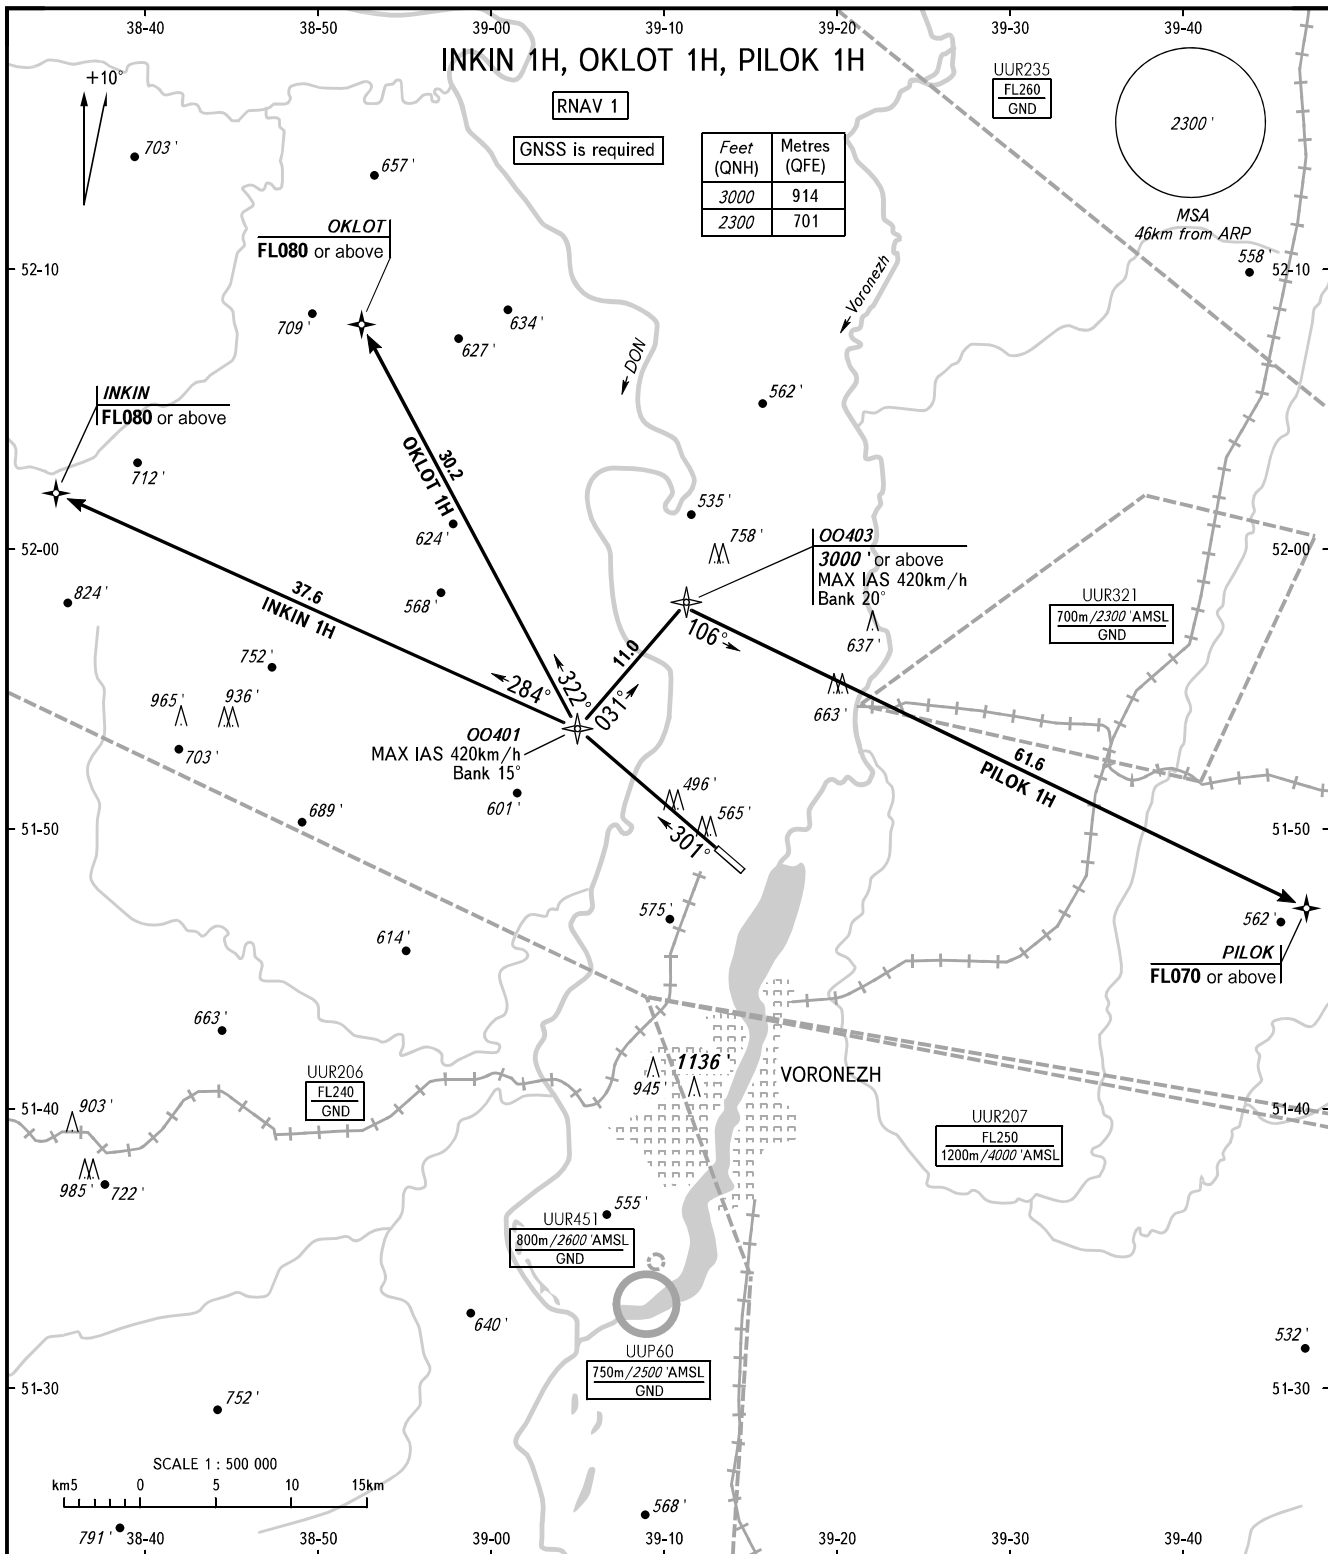 38-40
38-50
39-00
39-10
39-20
39-30
39-40
INKIN 1H, OKLOT 1H, PILOK 1H
+10°
RNAV 1
GNSS is required
Feet (QNH) Metres (QFE)
3000 914
2300 701
UUR235
FL260
GND
2300 '
MSA
46km from ARP
703 '
657 '
OKLOT
FL080 or above
558 '
52-10
52-10
Voronezh
709 '
634 '
627 '
DON
INKIN
FL080 or above
562 '
30.2
OKLOT 1H
712 '
535 '
624 '
758 '
OO403
3000 ' or above
MAX IAS 420km/h
Bank 20°
52-00
52-00
824 '
37.6
INKIN 1H
568 '
UUR321
700m/2300 'AMSL
GND
106°
637 '
11.0
752 '
284°
322°
031°
965 '
936 '
663 '
OO401
MAX IAS 420km/h
Bank 15°
703 '
61.6
PILOK 1H
496 '
601 '
565 '
689 '
301°
51-50
51-50
575 '
562 '
614 '
PILOK
FL070 or above
663 '
1136 '
945 '
VORONEZH
UUR206
FL240
GND
903 '
51-40
51-40
UUR207
FL250
1200m/4000 'AMSL
985 '
722 '
555 '
UUR451
800m/2600 'AMSL
GND
640 '
532 '
UUP60
750m/2500 'AMSL
GND
51-30
51-30
752 '
SCALE 1 : 500 000
km5 0 5 10 15km
568 '
791 '
38-40
38-50
39-00
39-10
39-20
39-30
39-40